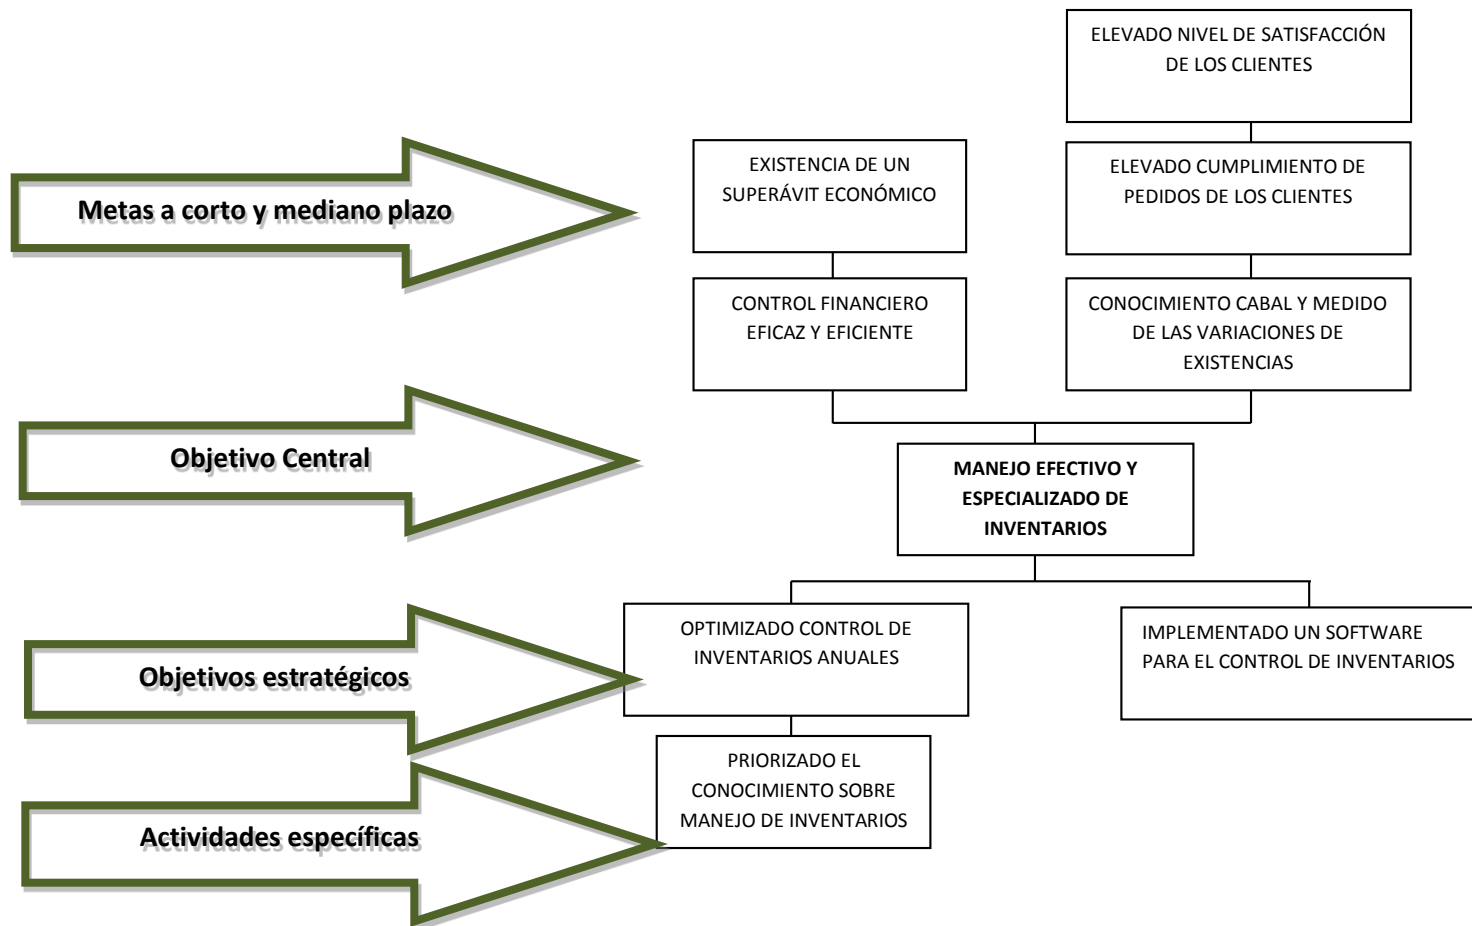 ELEVADO NIVEL DE SATISFACCIÓN
DE LOS CLIENTES
Metas a corto y mediano plazo
EXISTENCIA DE UN
SUPERÁVIT ECONÓMICO
ELEVADO CUMPLIMIENTO DE
PEDIDOS DE LOS CLIENTES
CONTROL FINANCIERO
EFICAZ Y EFICIENTE
CONOCIMIENTO CABAL Y MEDIDO
DE LAS VARIACIONES DE
EXISTENCIAS
Objetivo Central
MANEJO EFECTIVO Y
ESPECIALIZADO DE
INVENTARIOS
Objetivos estratégicos
OPTIMIZADO CONTROL DE
INVENTARIOS ANUALES
IMPLEMENTADO UN SOFTWARE
PARA EL CONTROL DE INVENTARIOS
Actividades específicas
PRIORIZADO EL
CONOCIMIENTO SOBRE
MANEJO DE INVENTARIOS